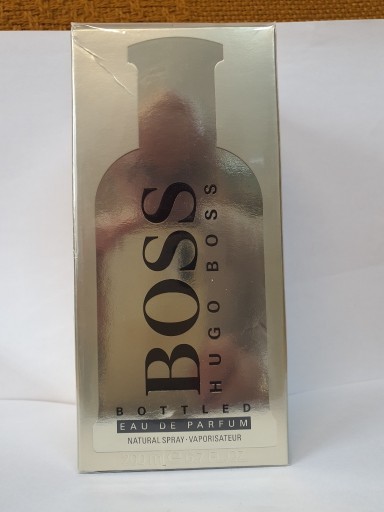 BOSS
HUGO BOSS
BOTTLED
EAU DE PARFUM
NATURAL SPRAY · VAPORISATEUR